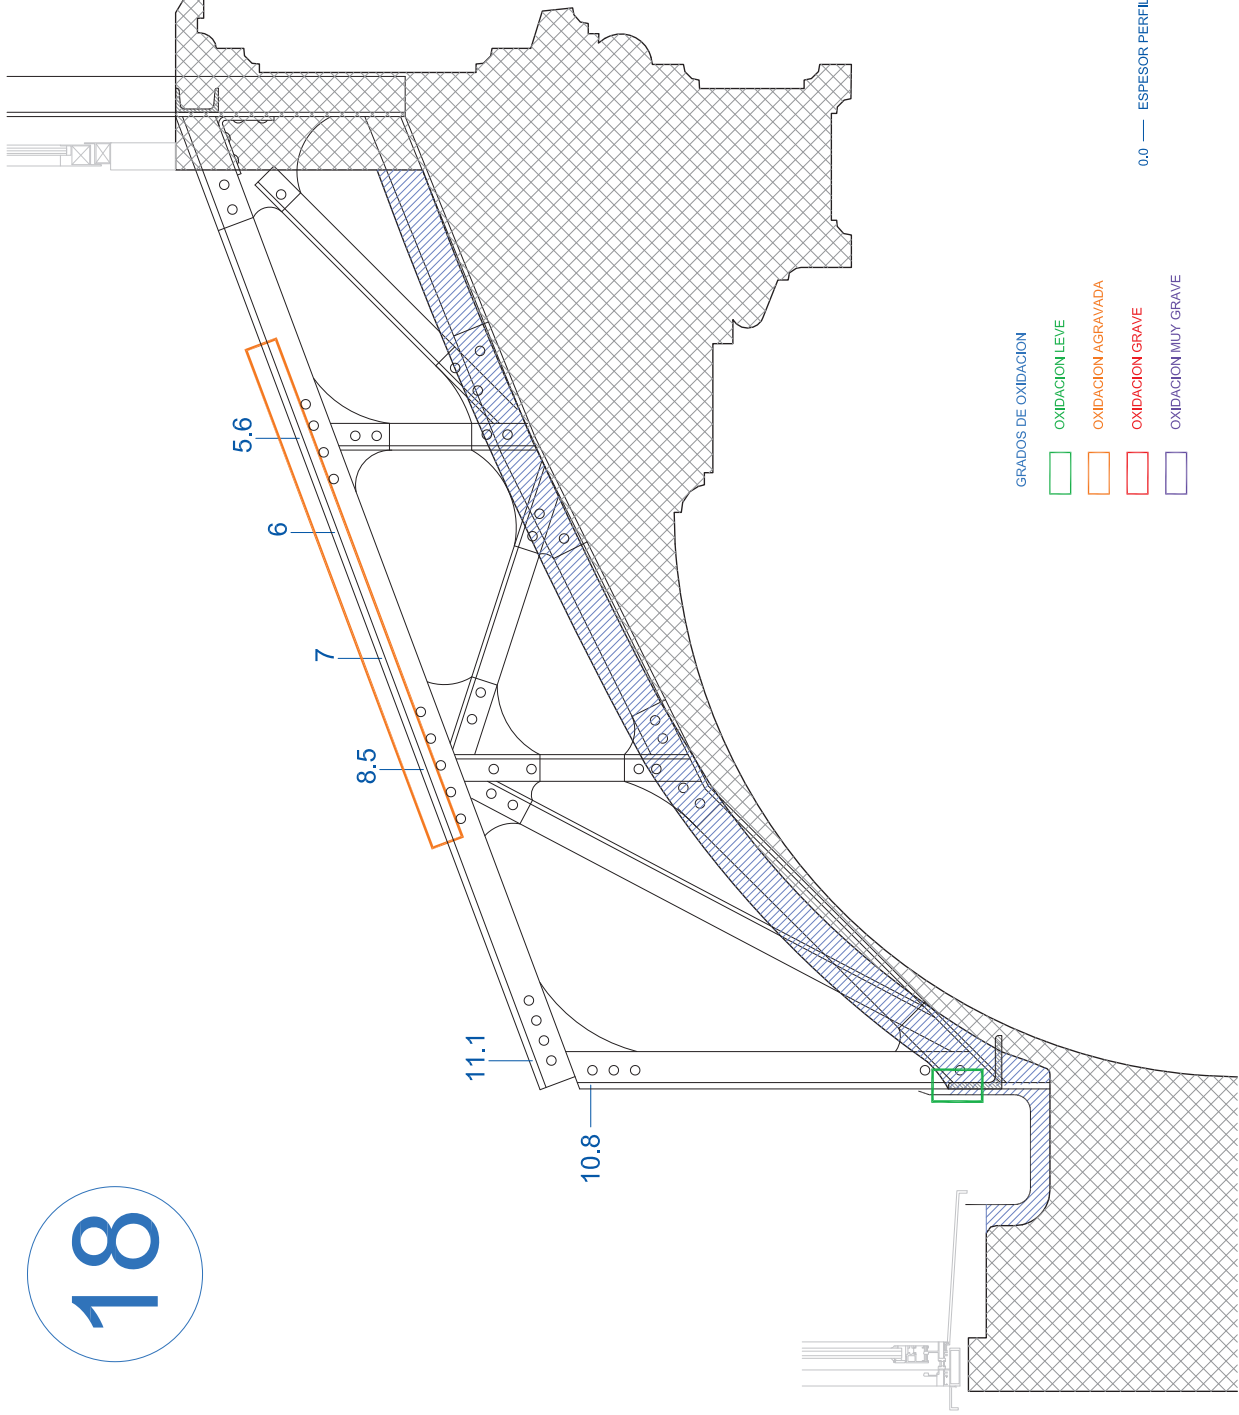 18
5.6
6
7
8.5
11.1
10.8
GRADOS DE OXIDACION
OXIDACION LEVE
OXIDACION AGRAVADA
OXIDACION GRAVE
OXIDACION MUY GRAVE
0.0 — ESPESOR PERFIL